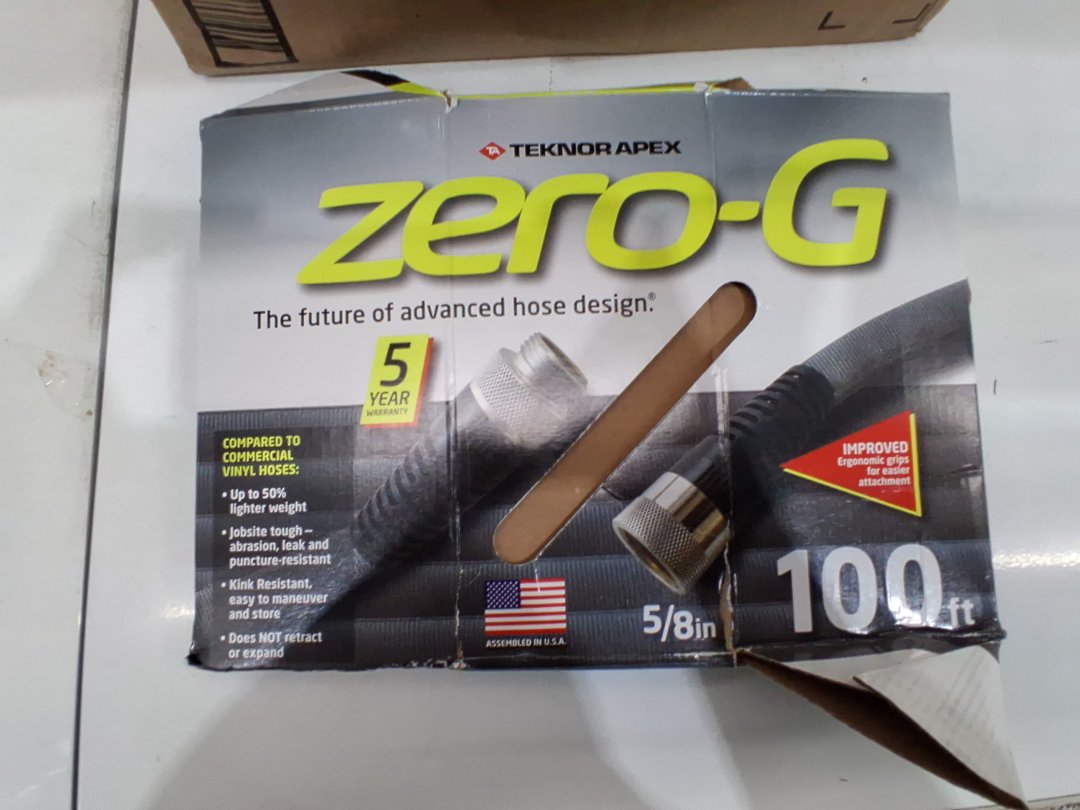 TA TEKNOR APEX
zero-G
The future of advanced hose design.®
5
YEAR
WARRANTY
COMPARED TO
COMMERCIAL
VINYL HOSES:
• Up to 50%
lighter weight
• Jobsite tough –
abrasion, leak and
puncture-resistant
• Kink Resistant,
easy to maneuver
and store
• Does NOT retract
or expand
IMPROVED
Ergonomic grips
for easier
attachment
ASSEMBLED IN U.S.A.
5/8in
100ft